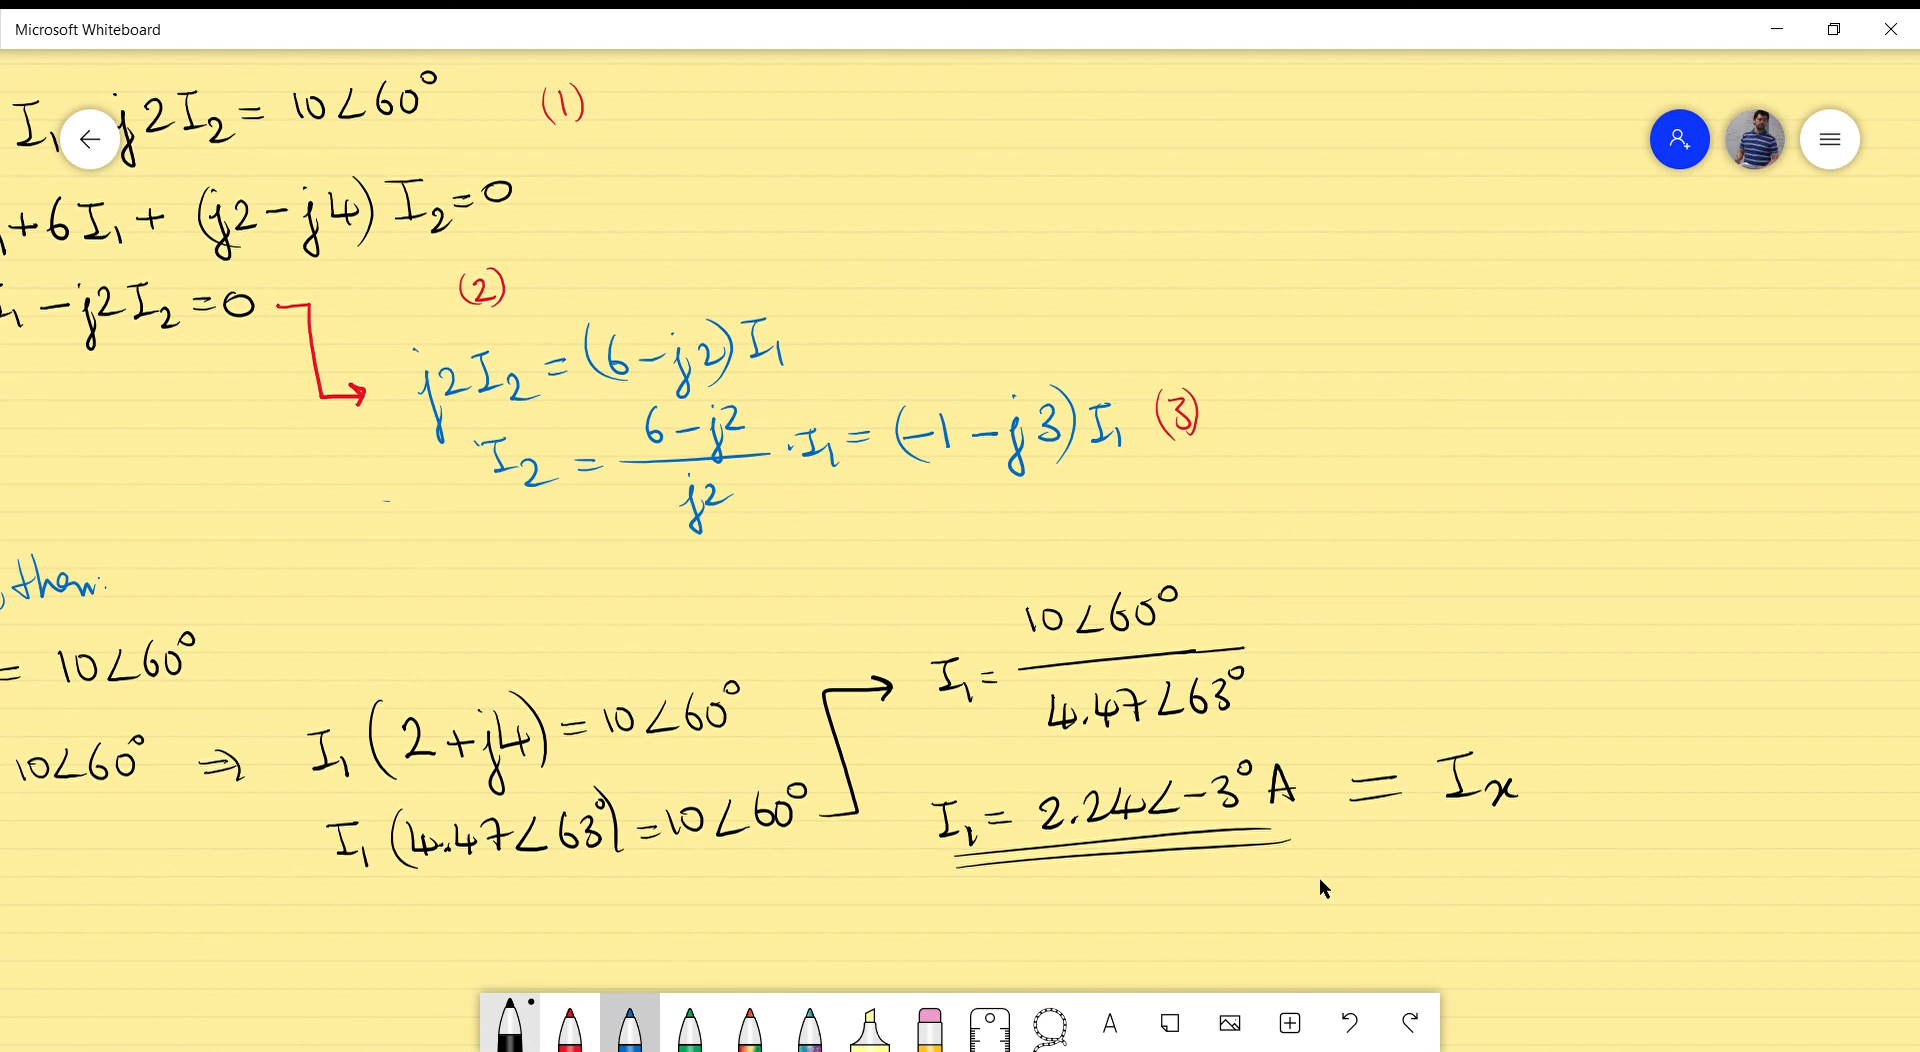 Microsoft Whiteboard
I₁ j2I₂ = 10∠60° (1)
+6I₁ + (j2-j4) I₂=0
-j2I₂ =0 (2)
j2I₂ = (6-j2)I₁
I₂ = (6-j2)/(j2) · I₁ = (-1-j3) I₁ (3)
, then:
= 10∠60°
10∠60° ⇒ I₁(2+j4) = 10∠60°
I₁(4.47∠63°) = 10∠60°
I₁ = 10∠60° / 4.47∠63°
I₁ = 2.24∠-3° A = Iₓ
A